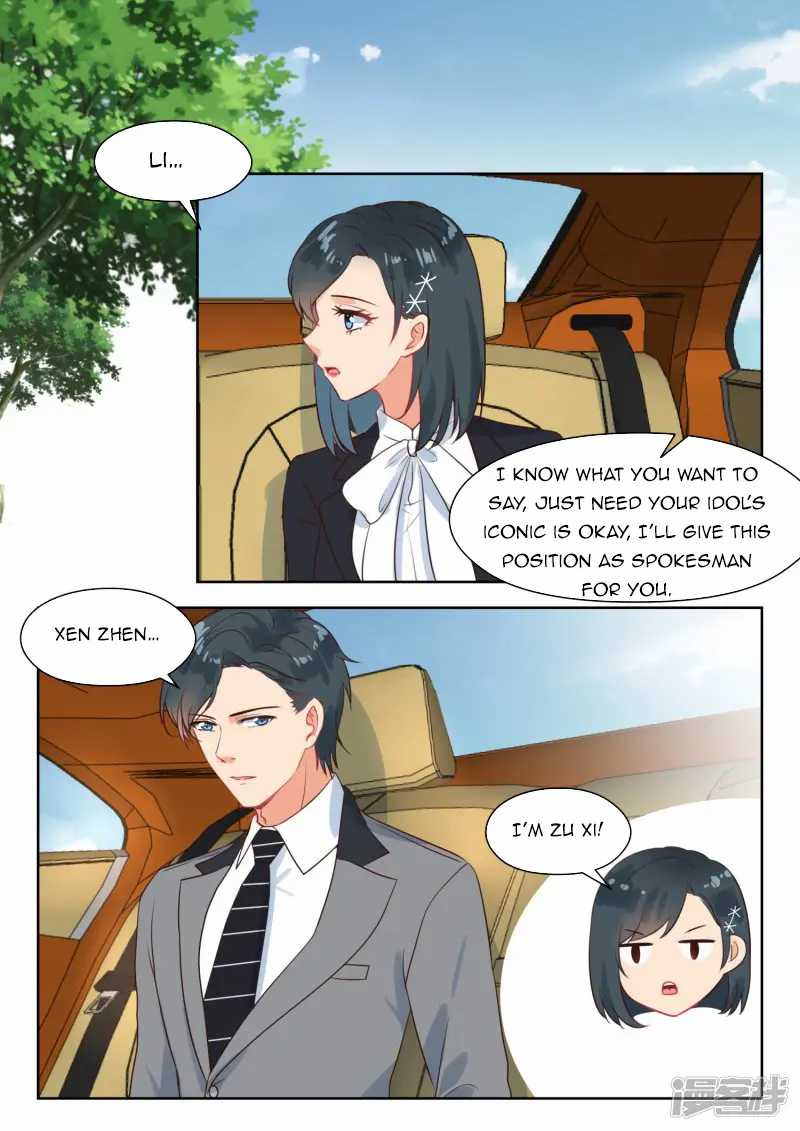 LI...
I KNOW WHAT YOU WANT TO
SAY, JUST NEED YOUR IDOL'S
ICONIC IS OKAY, I'LL GIVE THIS
POSITION AS SPOKESMAN
FOR YOU.
XEN ZHEN...
I'M ZU XI!
漫客栈